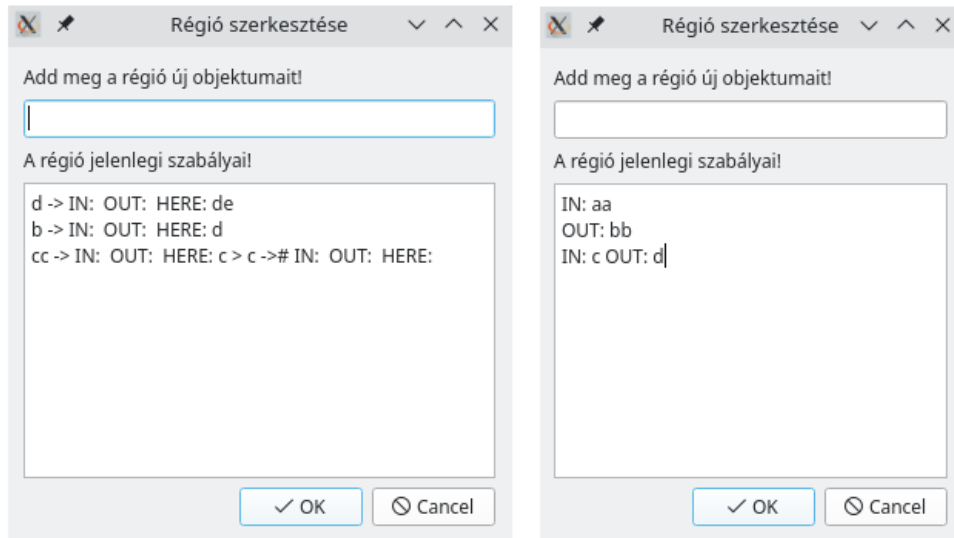 Régió szerkesztése
Add meg a régió új objektumait!
A régió jelenlegi szabályai!
d -> IN:  OUT:  HERE: de
b -> IN:  OUT:  HERE: d
cc -> IN:  OUT:  HERE: c > c -># IN:  OUT:  HERE:
OK
Cancel
Régió szerkesztése
Add meg a régió új objektumait!
A régió jelenlegi szabályai!
IN: aa
OUT: bb
IN: c OUT: d
OK
Cancel